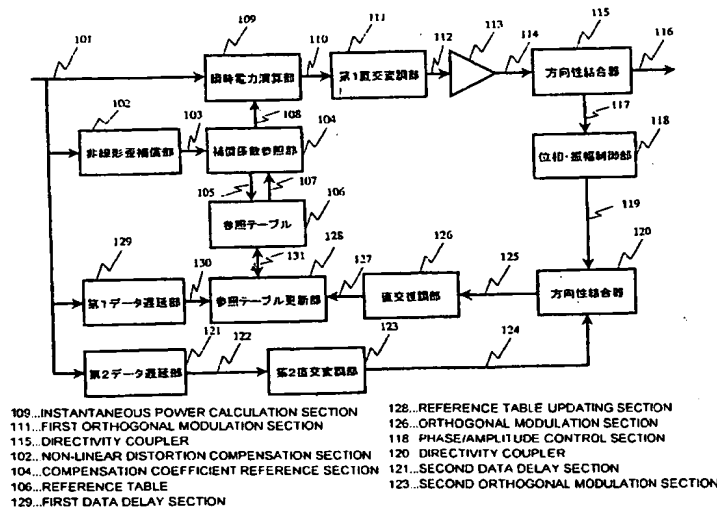 109
111
115
101
110
112
113
114
116
瞬時電力演算部
第1直交変調部
方向性結合器
102
103
108
104
117
118
非線形歪補償部
補償係数参照部
位相・振幅制御部
105
107
106
119
参照テーブル
129
130
131
128
127
126
125
120
第1データ遅延部
参照テーブル更新部
直交復調部
方向性結合器
121
122
123
124
第2データ遅延部
第2直交変調部
109...INSTANTANEOUS POWER CALCULATION SECTION
111...FIRST ORTHOGONAL MODULATION SECTION
115...DIRECTIVITY COUPLER
102...NON-LINEAR DISTORTION COMPENSATION SECTION
104...COMPENSATION COEFFICIENT REFERENCE SECTION
106...REFERENCE TABLE
129...FIRST DATA DELAY SECTION
128...REFERENCE TABLE UPDATING SECTION
126...ORTHOGONAL MODULATION SECTION
118 PHASE/AMPLITUDE CONTROL SECTION
120 DIRECTIVITY COUPLER
121...SECOND DATA DELAY SECTION
123...SECOND ORTHOGONAL MODULATION SECTION